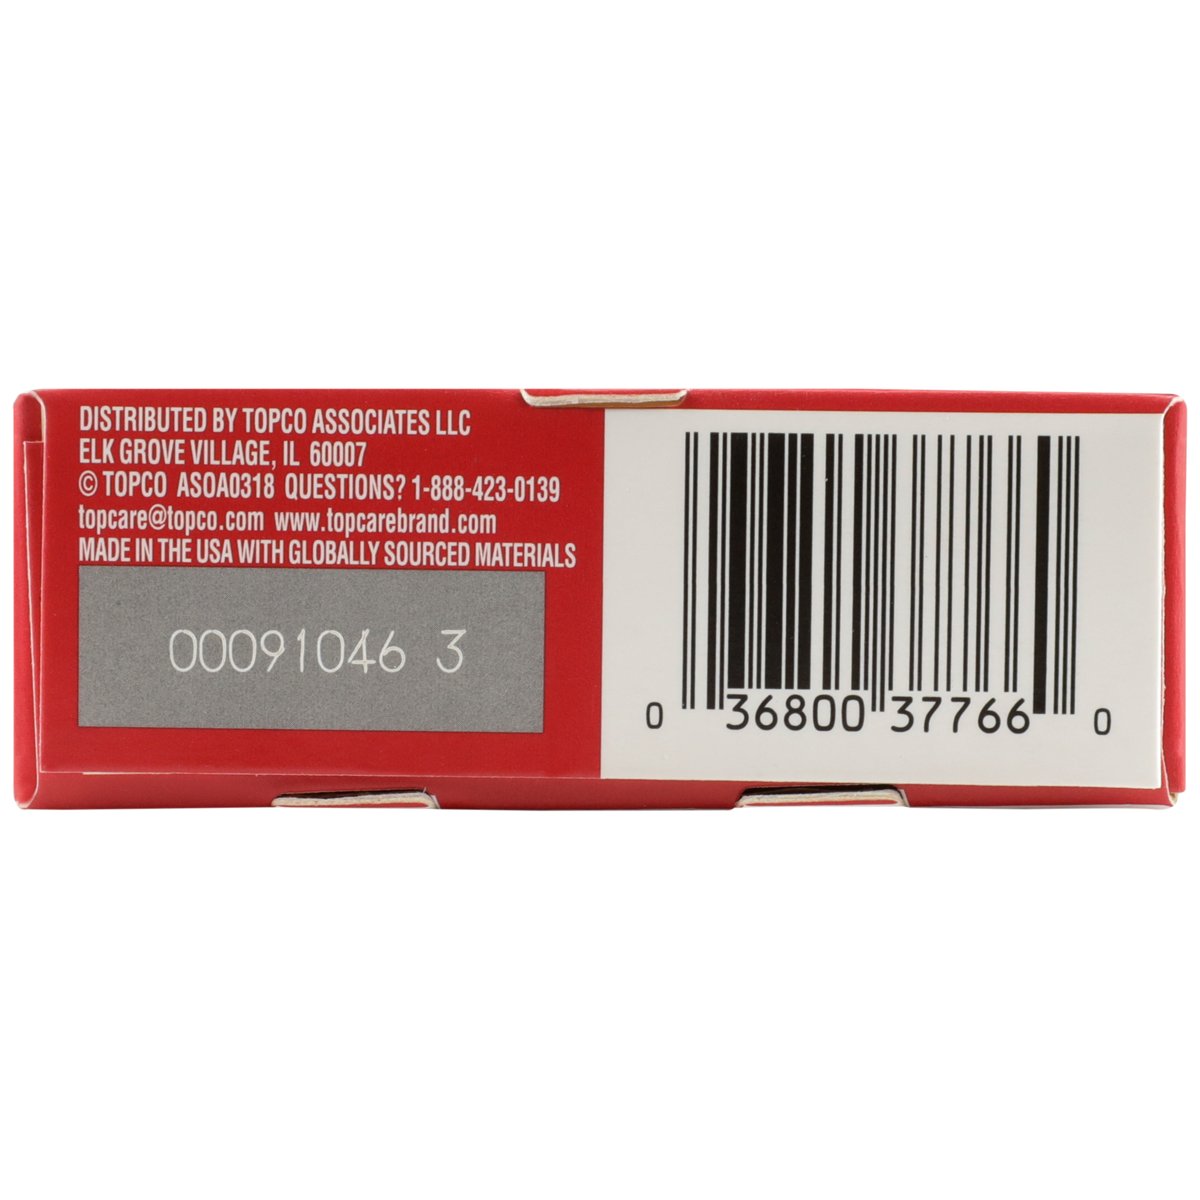 DISTRIBUTED BY TOPCO ASSOCIATES LLC
ELK GROVE VILLAGE, IL 60007
© TOPCO ASOA0318 QUESTIONS? 1-888-423-0139
topcare@topco.com www.topcarebrand.com
MADE IN THE USA WITH GLOBALLY SOURCED MATERIALS
00091046 3
0 36800 37766 0